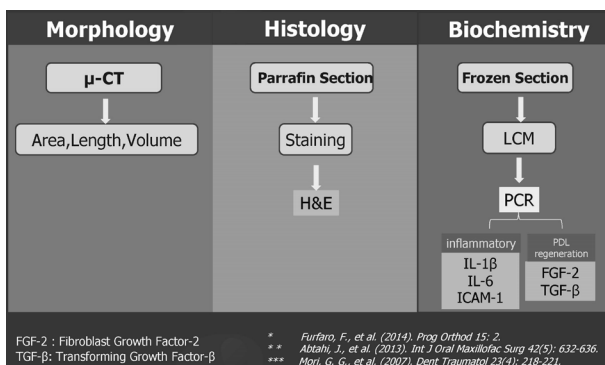 Morphology
Histology
Biochemistry
μ-CT
Parrafin Section
Frozen Section
Area,Length,Volume
Staining
LCM
H&E
PCR
inflammatory
IL-1β
IL-6
ICAM-1
PDL
regeneration
FGF-2
TGF-β
FGF-2 : Fibroblast Growth Factor-2
TGF-β: Transforming Growth Factor-β
* Furfaro, F., et al. (2014). Prog Orthod 15: 2.
* * Abtahi, J., et al. (2013). Int J Oral Maxillofac Surg 42(5): 632-636.
*** Mori, G. G., et al. (2007). Dent Traumatol 23(4): 218-221.